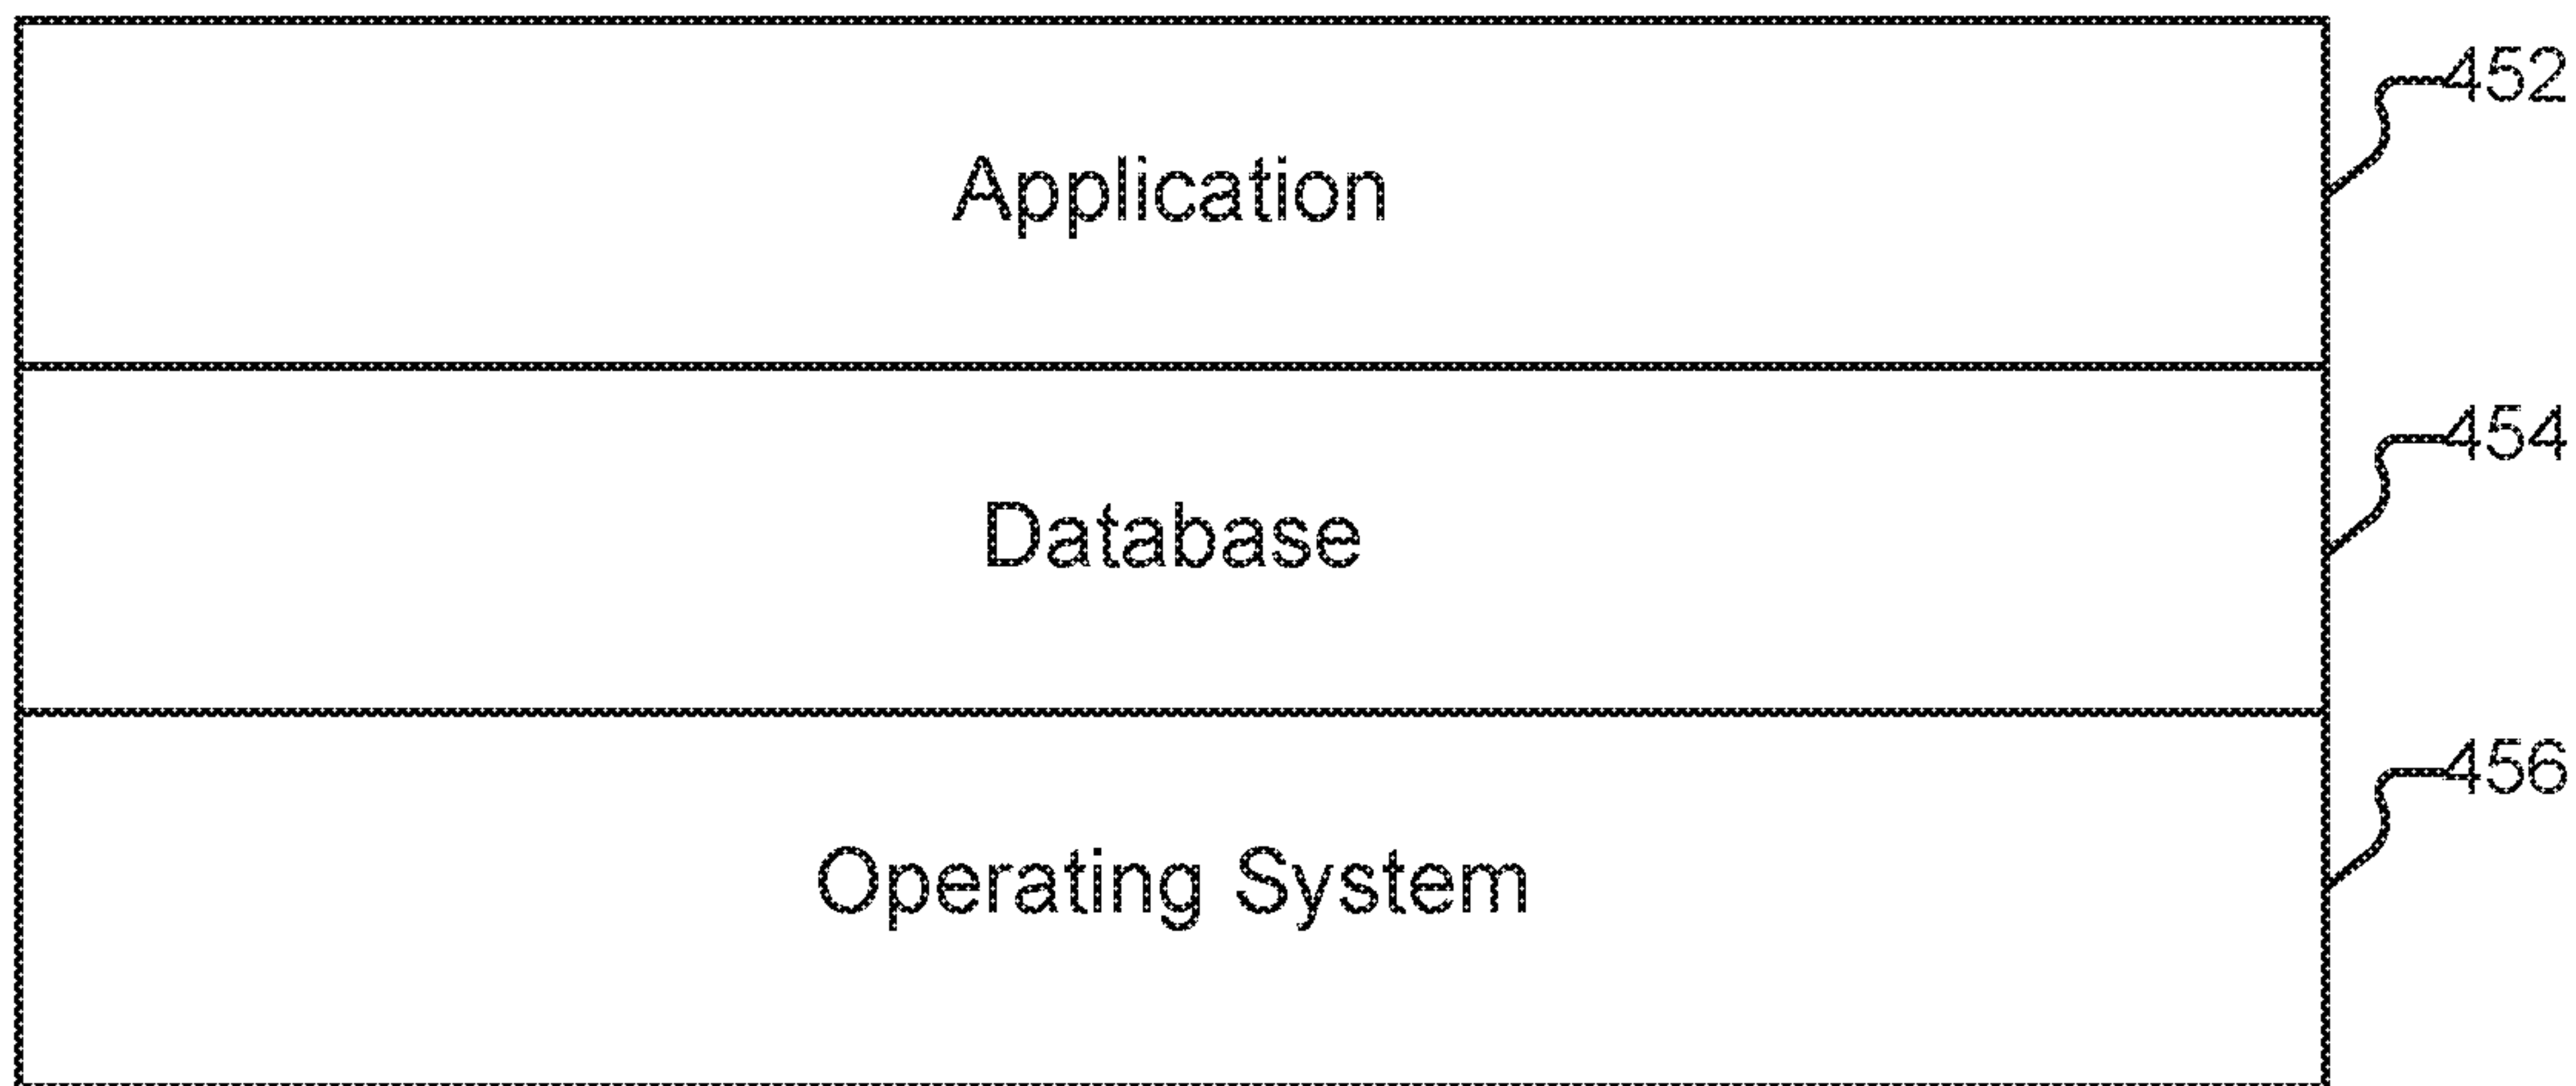 452
Application
454
Database
456
Operating System